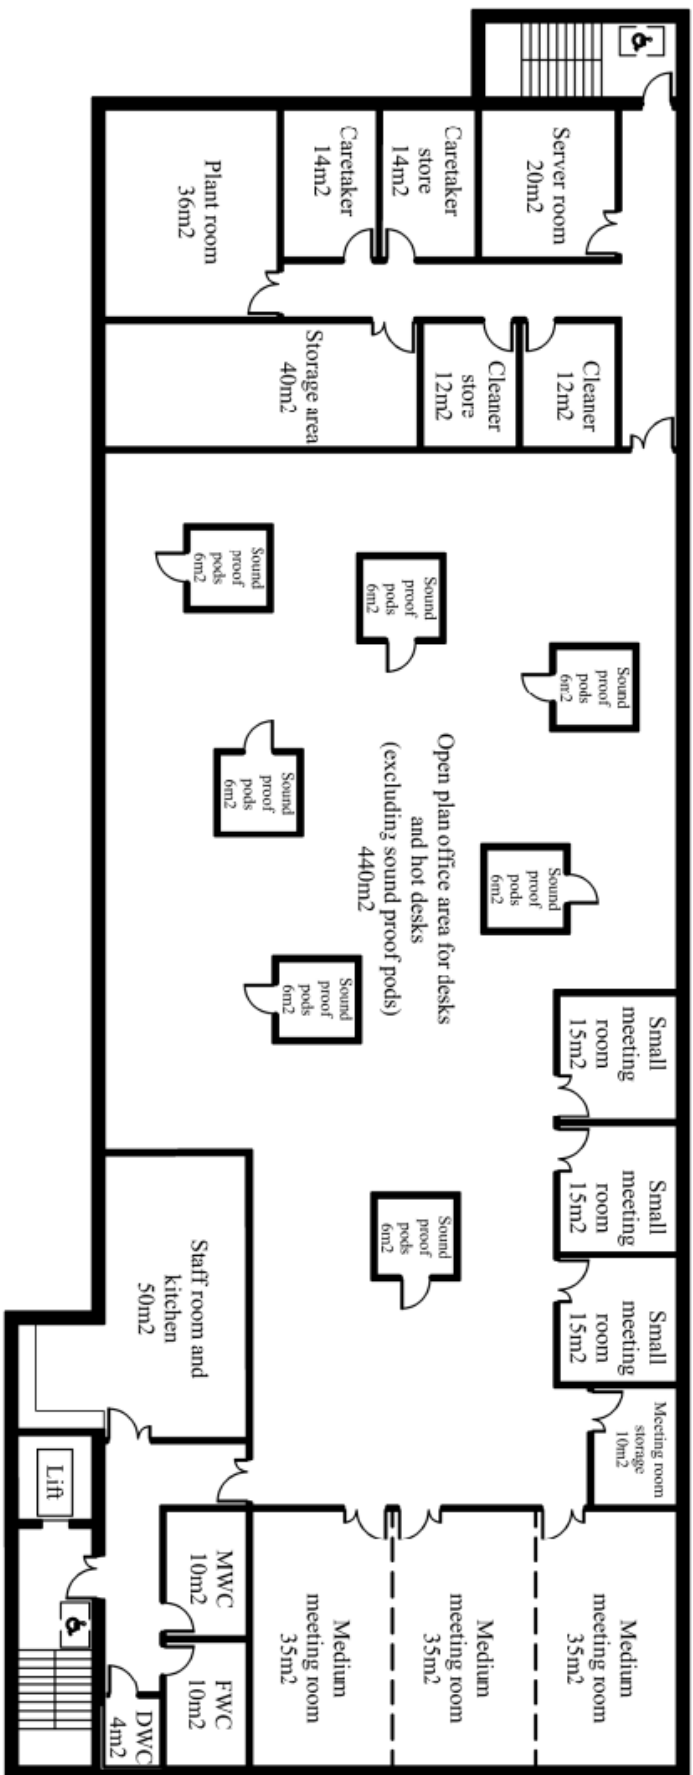 Server room
20m2
Caretaker
store
14m2
Caretaker
14m2
Plant room
36m2
Cleaner
12m2
Cleaner
store
12m2
Storage area
40m2
Sound
proof
pods
6m2
Sound
proof
pods
6m2
Sound
proof
pods
6m2
Sound
proof
pods
6m2
Open plan office area for desks
and hot desks
(excluding sound proof pods)
440m2
Sound
proof
pods
6m2
Sound
proof
pods
6m2
Small
meeting
room
15m2
Small
meeting
room
15m2
Small
meeting
room
15m2
Sound
proof
pods
6m2
Staff room and
kitchen
50m2
Meeting room
storage
10m2
Lift
MWC
10m2
FWC
10m2
DWC
4m2
Medium
meeting room
35m2
Medium
meeting room
35m2
Medium
meeting room
35m2